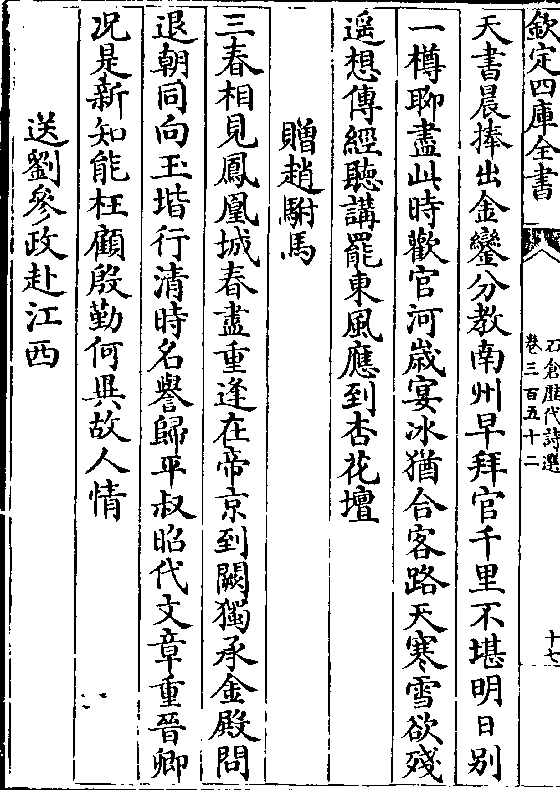 欽定四庫全書
石倉歷代詩選
卷三百五十二
十七
天書晨捧出金鑾分教南州早拜官千里不堪明日別
一樽聊盡此時歡官河歲宴冰猶合客路天寒雪欲殘
遥想傳經聽講罷東風應到杏花壇
贈趙駙馬
三春相見鳳凰城春盡重逢在帝京到闕獨承金殿問
退朝同向玉堦行清時名譽歸平叔昭代文章重晉卿
况是新知能枉顧殷勤何異故人情
送劉參政赴江西